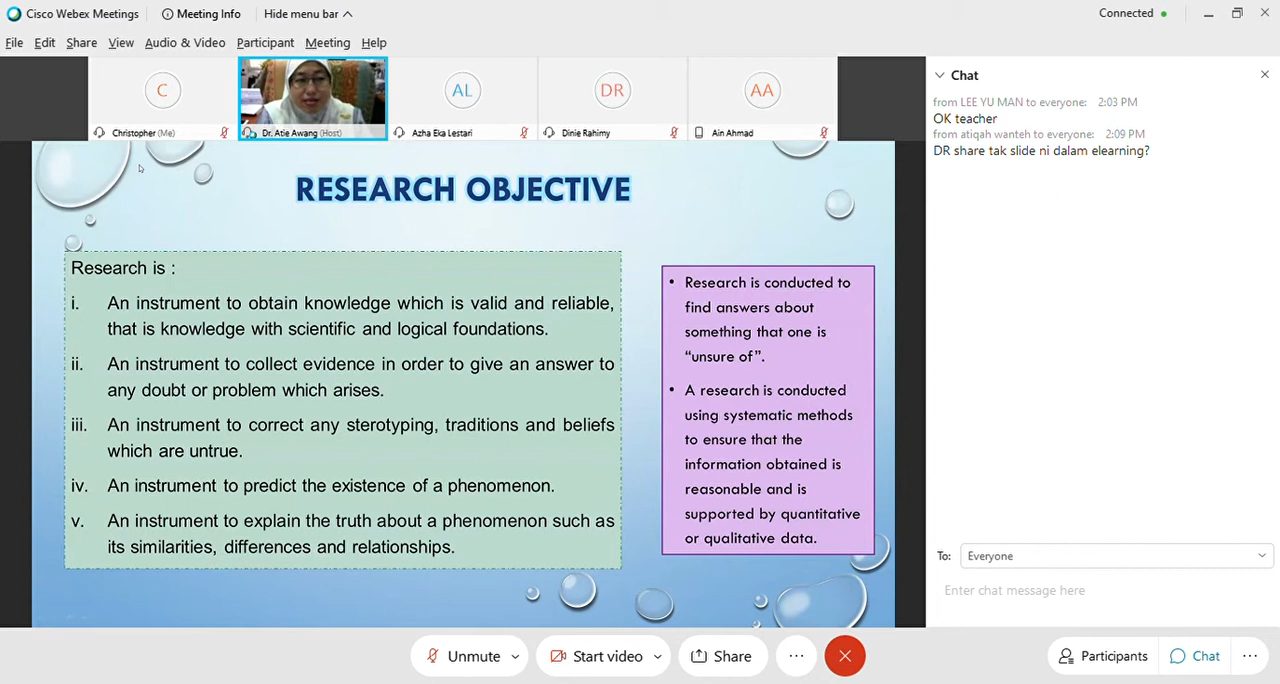 Cisco Webex Meetings
Meeting Info
Hide menu bar
Connected
File Edit Share View Audio & Video Participant Meeting Help
C
AL
DR
AA
Christopher (Me)
Dr. Atie Awang (Host)
Azha Eka Lestari
Dinie Rahimy
Ain Ahmad
RESEARCH OBJECTIVE
Research is :
i. An instrument to obtain knowledge which is valid and reliable,
that is knowledge with scientific and logical foundations.
ii. An instrument to collect evidence in order to give an answer to
any doubt or problem which arises.
iii. An instrument to correct any sterotyping, traditions and beliefs
which are untrue.
iv. An instrument to predict the existence of a phenomenon.
v. An instrument to explain the truth about a phenomenon such as
its similarities, differences and relationships.
• Research is conducted to
find answers about
something that one is
“unsure of”.
• A research is conducted
using systematic methods
to ensure that the
information obtained is
reasonable and is
supported by quantitative
or qualitative data.
Chat
from LEE YU MAN to everyone: 2:03 PM
OK teacher
from atiqah wanteh to everyone: 2:09 PM
DR share tak slide ni dalam elearning?
To: Everyone
Enter chat message here
Unmute
Start video
Share
Participants
Chat